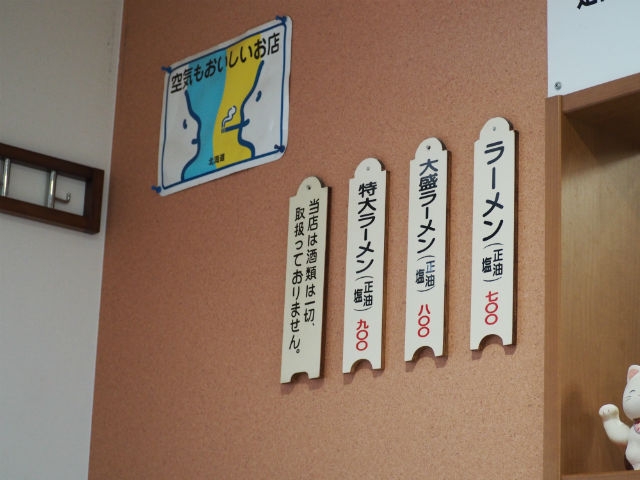 空気もおいしいお店
北海道
ラーメン(正油 塩)
七〇〇
大盛ラーメン(正油 塩)
八〇〇
特大ラーメン(正油 塩)
九〇〇
当店は酒類は一切、
取扱っておりません。